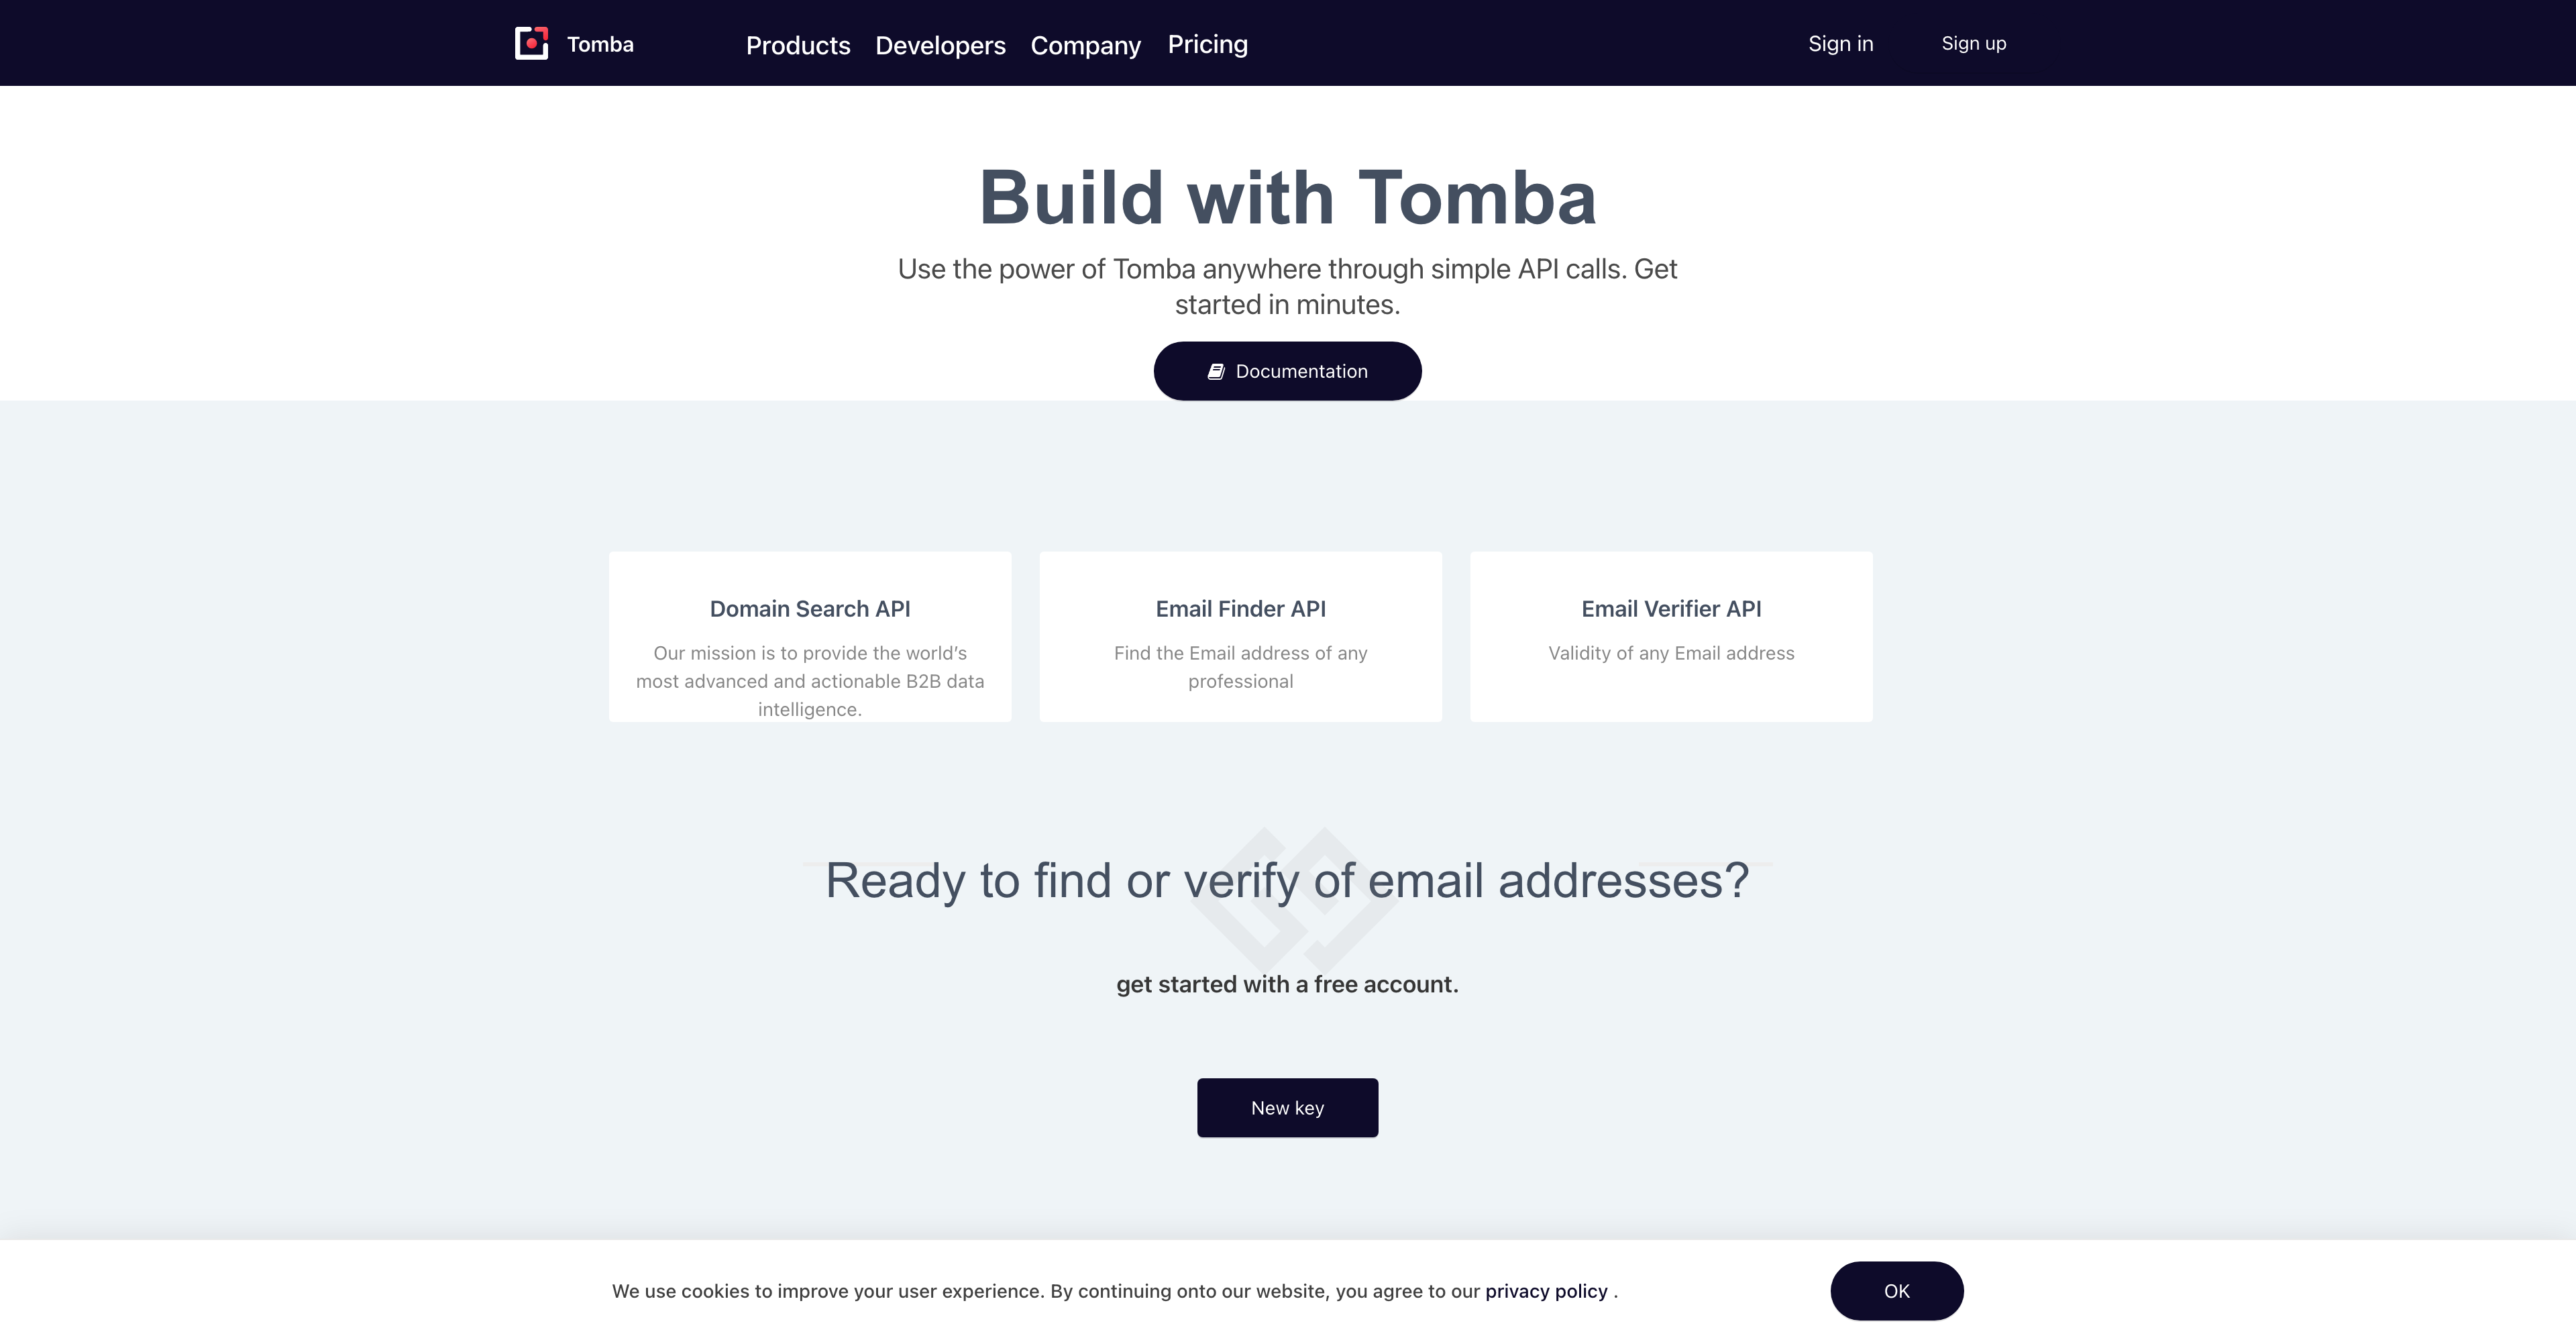 Tomba
Products Developers Company Pricing
Sign in Sign up
Build with Tomba
Use the power of Tomba anywhere through simple API calls. Get
started in minutes.
Documentation
Domain Search API
Our mission is to provide the world’s
most advanced and actionable B2B data
intelligence.
Email Finder API
Find the Email address of any
professional
Email Verifier API
Validity of any Email address
Ready to find or verify of email addresses?
get started with a free account.
New key
We use cookies to improve your user experience. By continuing onto our website, you agree to our privacy policy .
OK